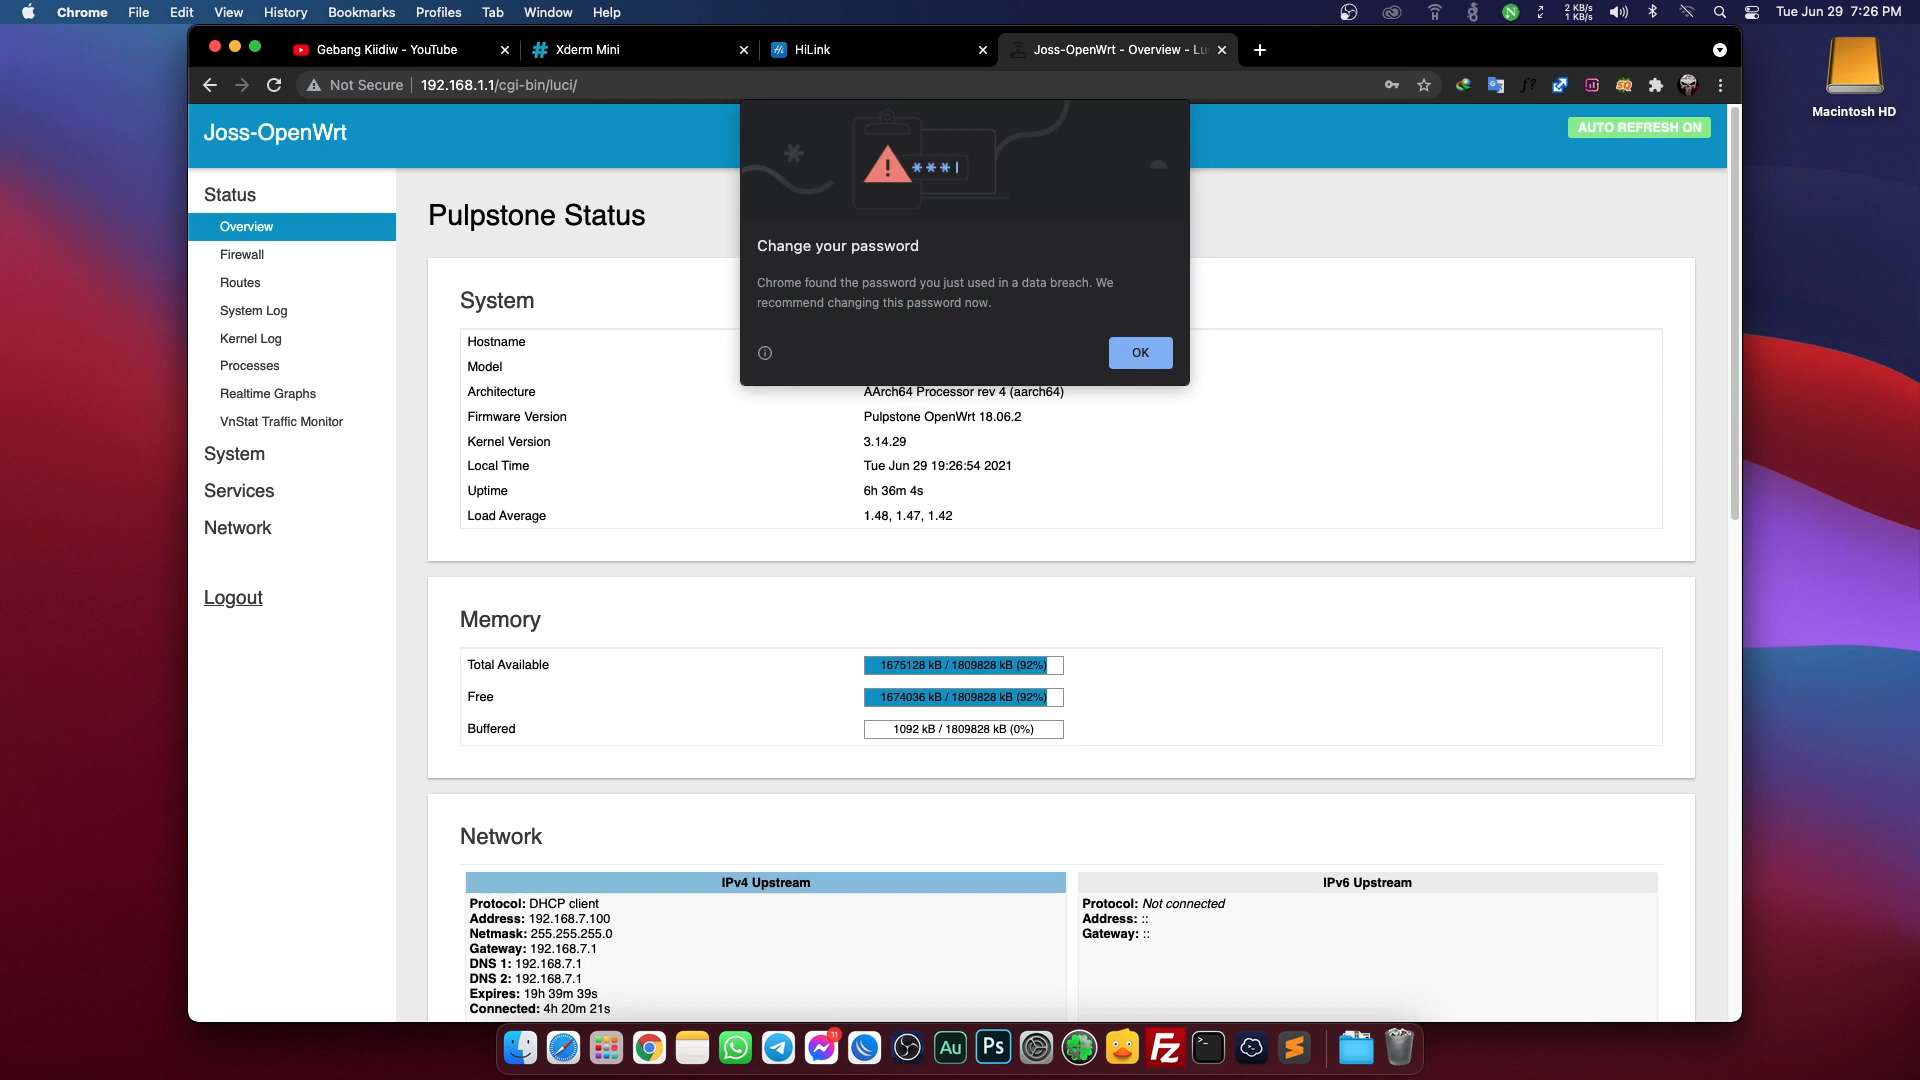 Chrome File Edit View History Bookmarks Profiles Tab Window Help
2 KB/s
1 KB/s
Tue Jun 29 7:26 PM
Gebang Kiidiw - YouTube
Xderm Mini
HiLink
Joss-OpenWrt - Overview - Lu
Not Secure
192.168.1.1/cgi-bin/luci/
Macintosh HD
Joss-OpenWrt
AUTO REFRESH ON
Status
Overview
Firewall
Routes
System Log
Kernel Log
Processes
Realtime Graphs
VnStat Traffic Monitor
System
Services
Network
Logout
***|
Change your password
Chrome found the password you just used in a data breach. We
recommend changing this password now.
OK
Pulpstone Status
System
Hostname
Model
Architecture AArch64 Processor rev 4 (aarch64)
Firmware Version Pulpstone OpenWrt 18.06.2
Kernel Version 3.14.29
Local Time Tue Jun 29 19:26:54 2021
Uptime 6h 36m 4s
Load Average 1.48, 1.47, 1.42
Memory
Total Available 1675128 kB / 1809828 kB (92%)
Free 1674036 kB / 1809828 kB (92%)
Buffered 1092 kB / 1809828 kB (0%)
Network
IPv4 Upstream
Protocol: DHCP client
Address: 192.168.7.100
Netmask: 255.255.255.0
Gateway: 192.168.7.1
DNS 1: 192.168.7.1
DNS 2: 192.168.7.1
Expires: 19h 39m 39s
Connected: 4h 20m 21s
IPv6 Upstream
Protocol: Not connected
Address: ::
Gateway: ::
11
Au
Ps
Fz